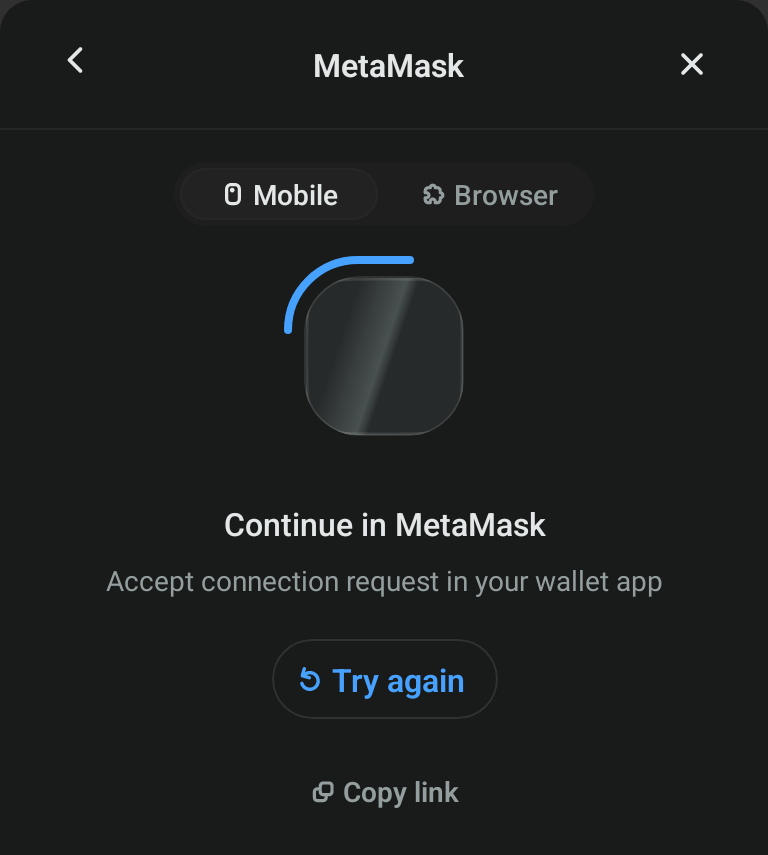 MetaMask
Mobile
Browser
Continue in MetaMask
Accept connection request in your wallet app
Try again
Copy link